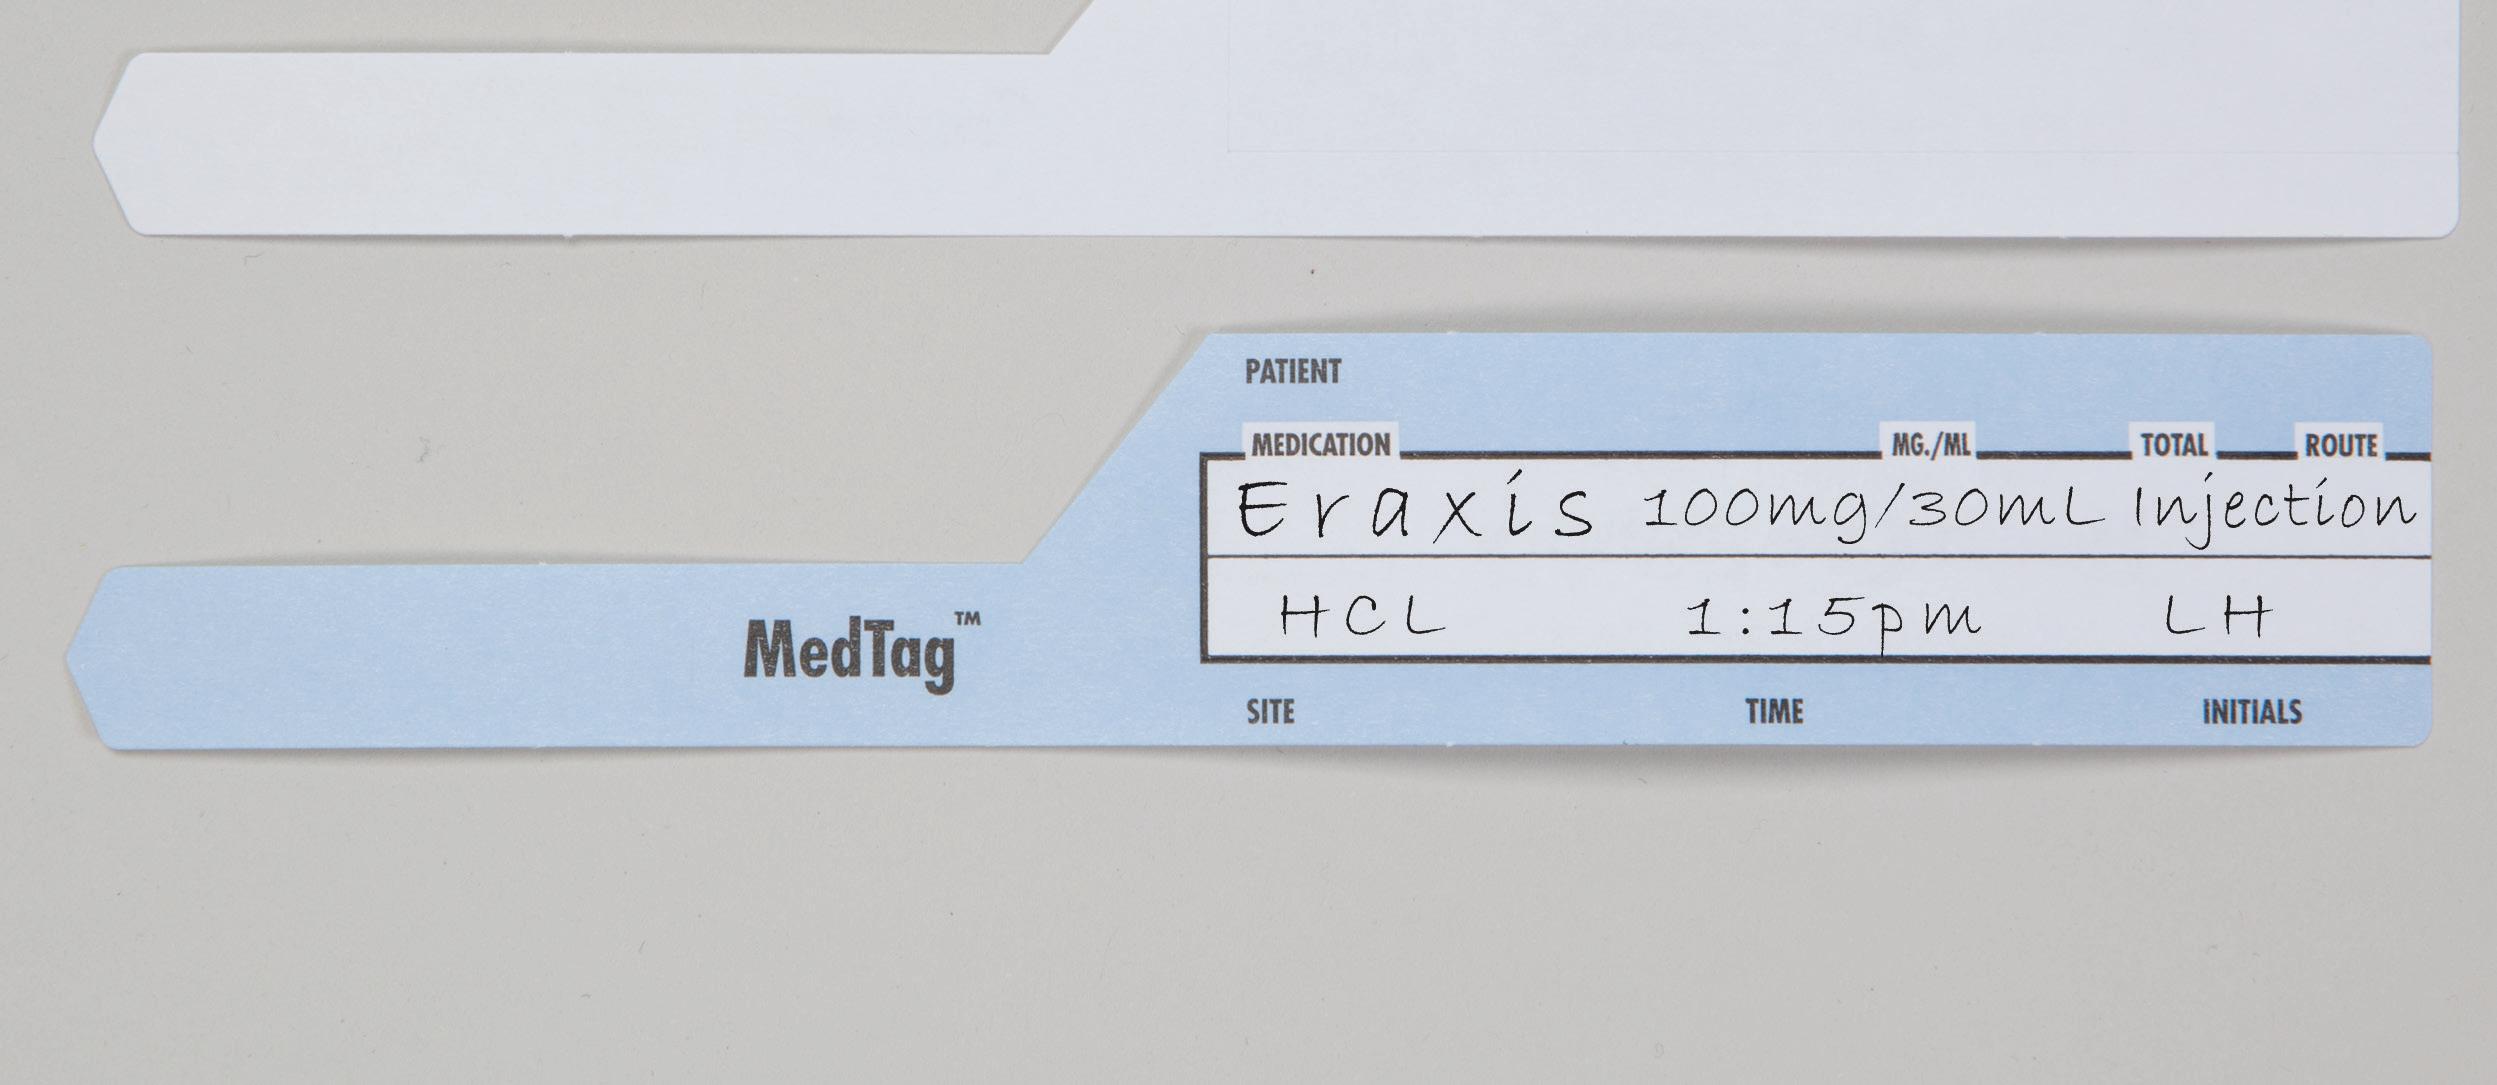 PATIENT
MEDICATION MG./ML TOTAL ROUTE
Eraxis 100mg/30mL Injection
HCL 1:15pm LH
MedTag™
SITE TIME INITIALS